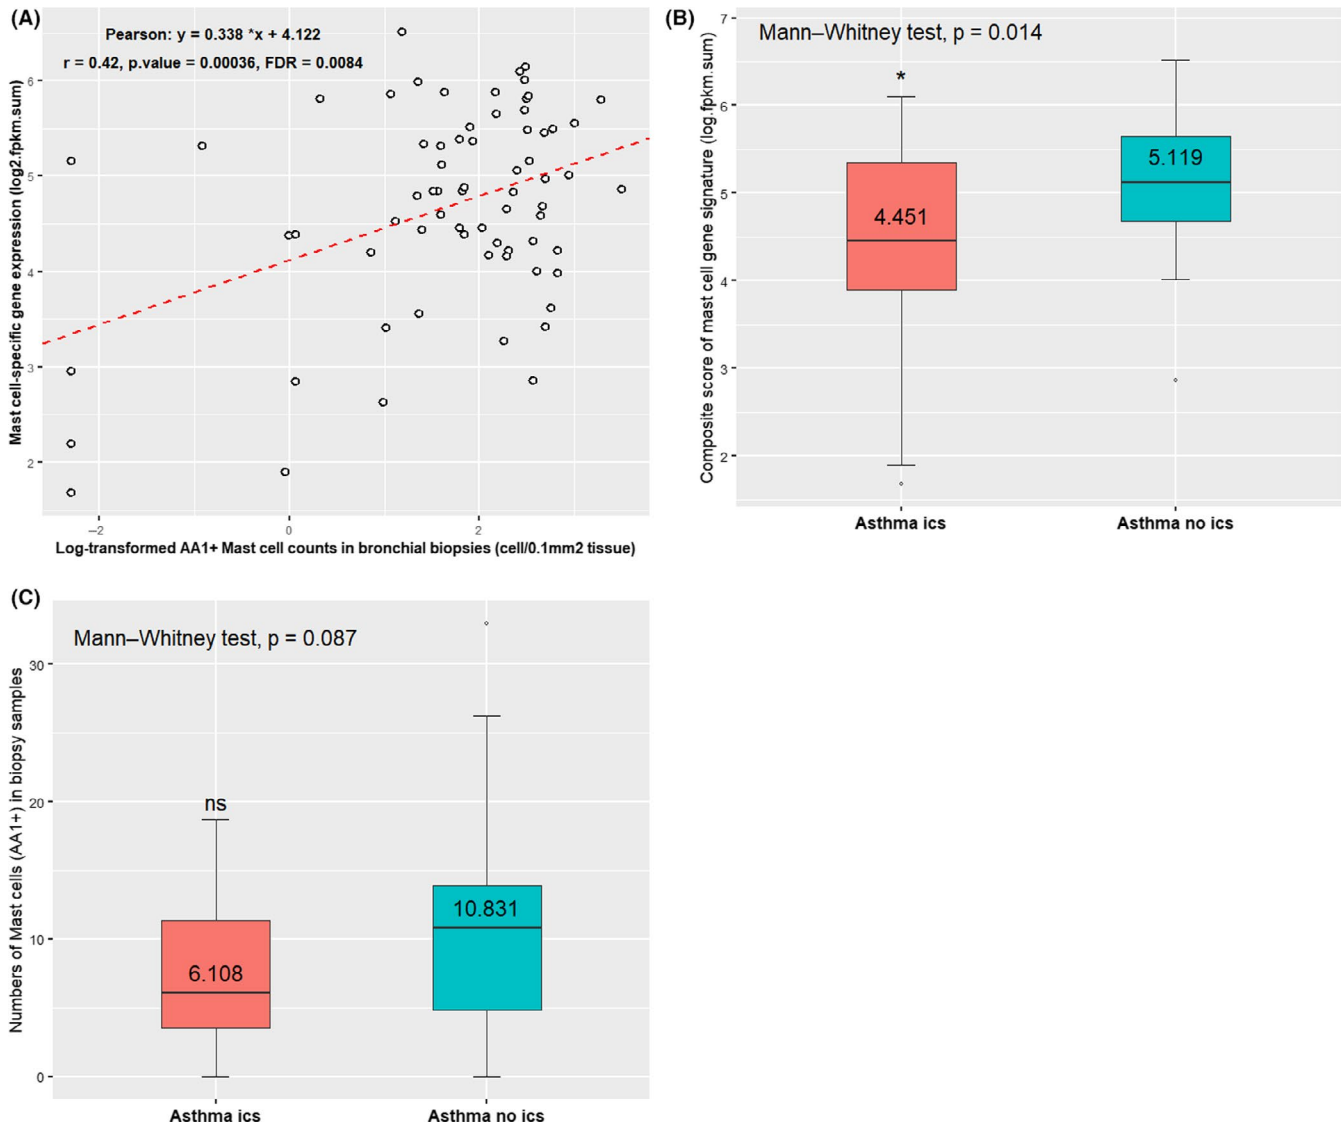 (A)
Pearson: y = 0.338 *x + 4.122
r = 0.42, p.value = 0.00036, FDR = 0.0084
Mast cell-specific gene expression (log2.fpkm.sum)
6
5
4
3
2
−2
0
2
Log-transformed AA1+ Mast cell counts in bronchial biopsies (cell/0.1mm2 tissue)
(B)
Mann–Whitney test, p = 0.014
Composite score of mast cell gene signature (log.fpkm.sum)
7
6
5
4
3
2
*
4.451
5.119
Asthma ics
Asthma no ics
(C)
Mann–Whitney test, p = 0.087
Numbers of Mast cells (AA1+) in biopsy samples
30
20
10
0
ns
6.108
10.831
Asthma ics
Asthma no ics